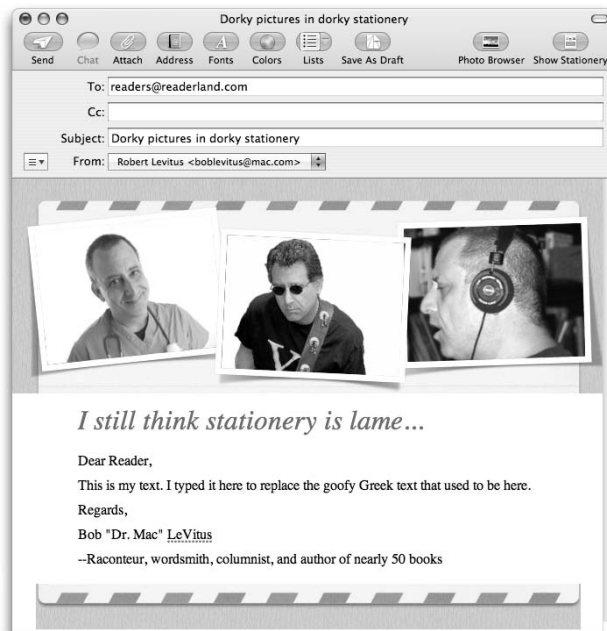 Dorky pictures in dorky stationery
Send Chat Attach Address Fonts Colors Lists Save As Draft Photo Browser Show Stationery
To: readers@readerland.com
Cc:
Subject: Dorky pictures in dorky stationery
From: Robert Levitus <boblevitus@mac.com>
I still think stationery is lame...
Dear Reader,
This is my text. I typed it here to replace the goofy Greek text that used to be here.
Regards,
Bob "Dr. Mac" LeVitus
--Raconteur, wordsmith, columnist, and author of nearly 50 books